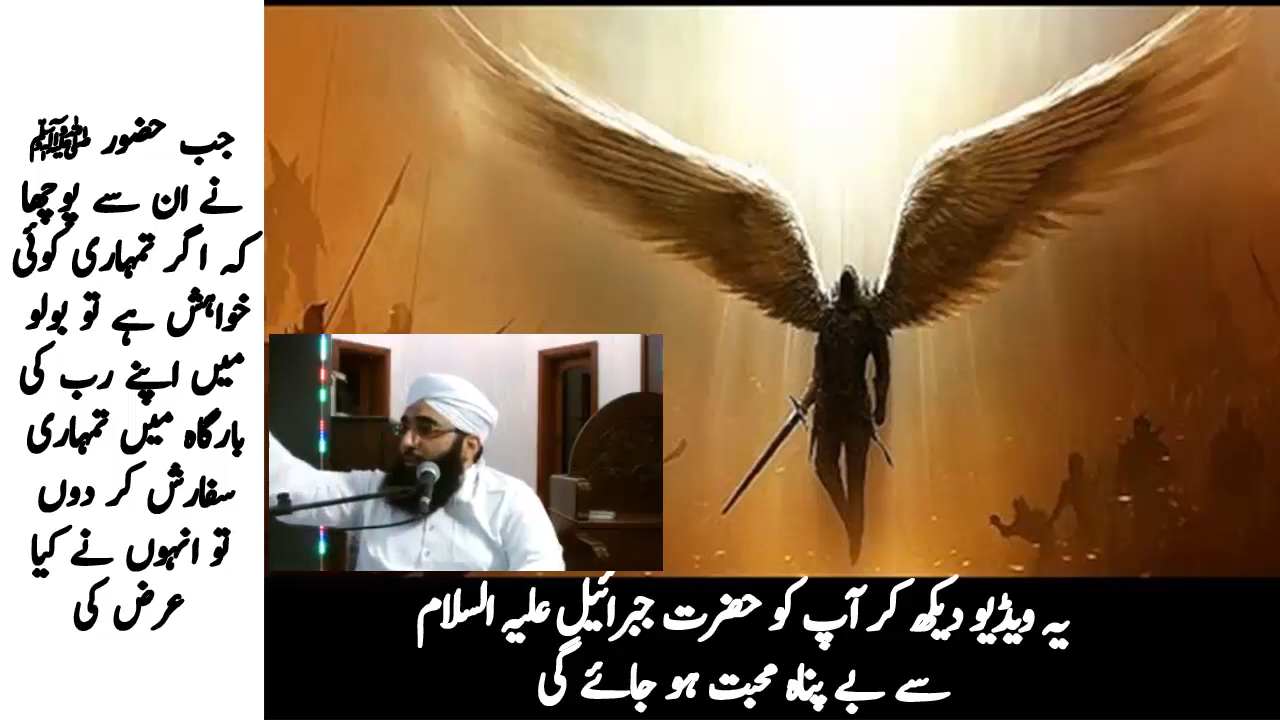 جب حضور ﷺ
نے ان سے پوچھا
کہ اگر تمہاری کوئی
خواہش ہے تو بولو
میں اپنے رب کی
بارگاہ میں تمہاری
سفارش کر دوں
تو انہوں نے کیا
عرض کی
یہ ویڈیو دیکھ کر آپ کو حضرت جبرائیل علیہ السلام
سے بے پناہ محبت ہو جائے گی